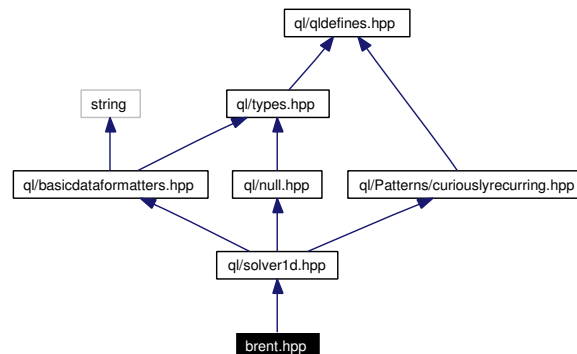 ql/qldefines.hpp
string
ql/types.hpp
ql/basicdataformatters.hpp
ql/null.hpp
ql/Patterns/curiouslyrecurring.hpp
ql/solver1d.hpp
brent.hpp